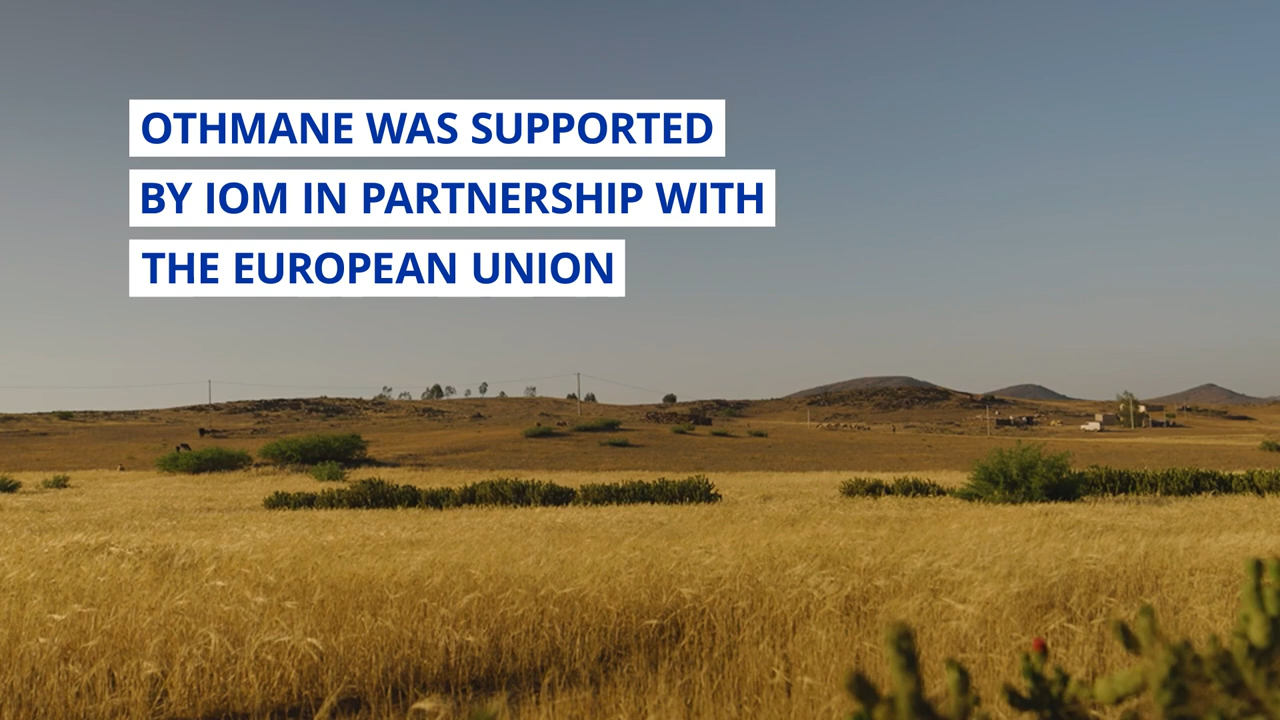 OTHMANE WAS SUPPORTED
BY IOM IN PARTNERSHIP WITH
THE EUROPEAN UNION